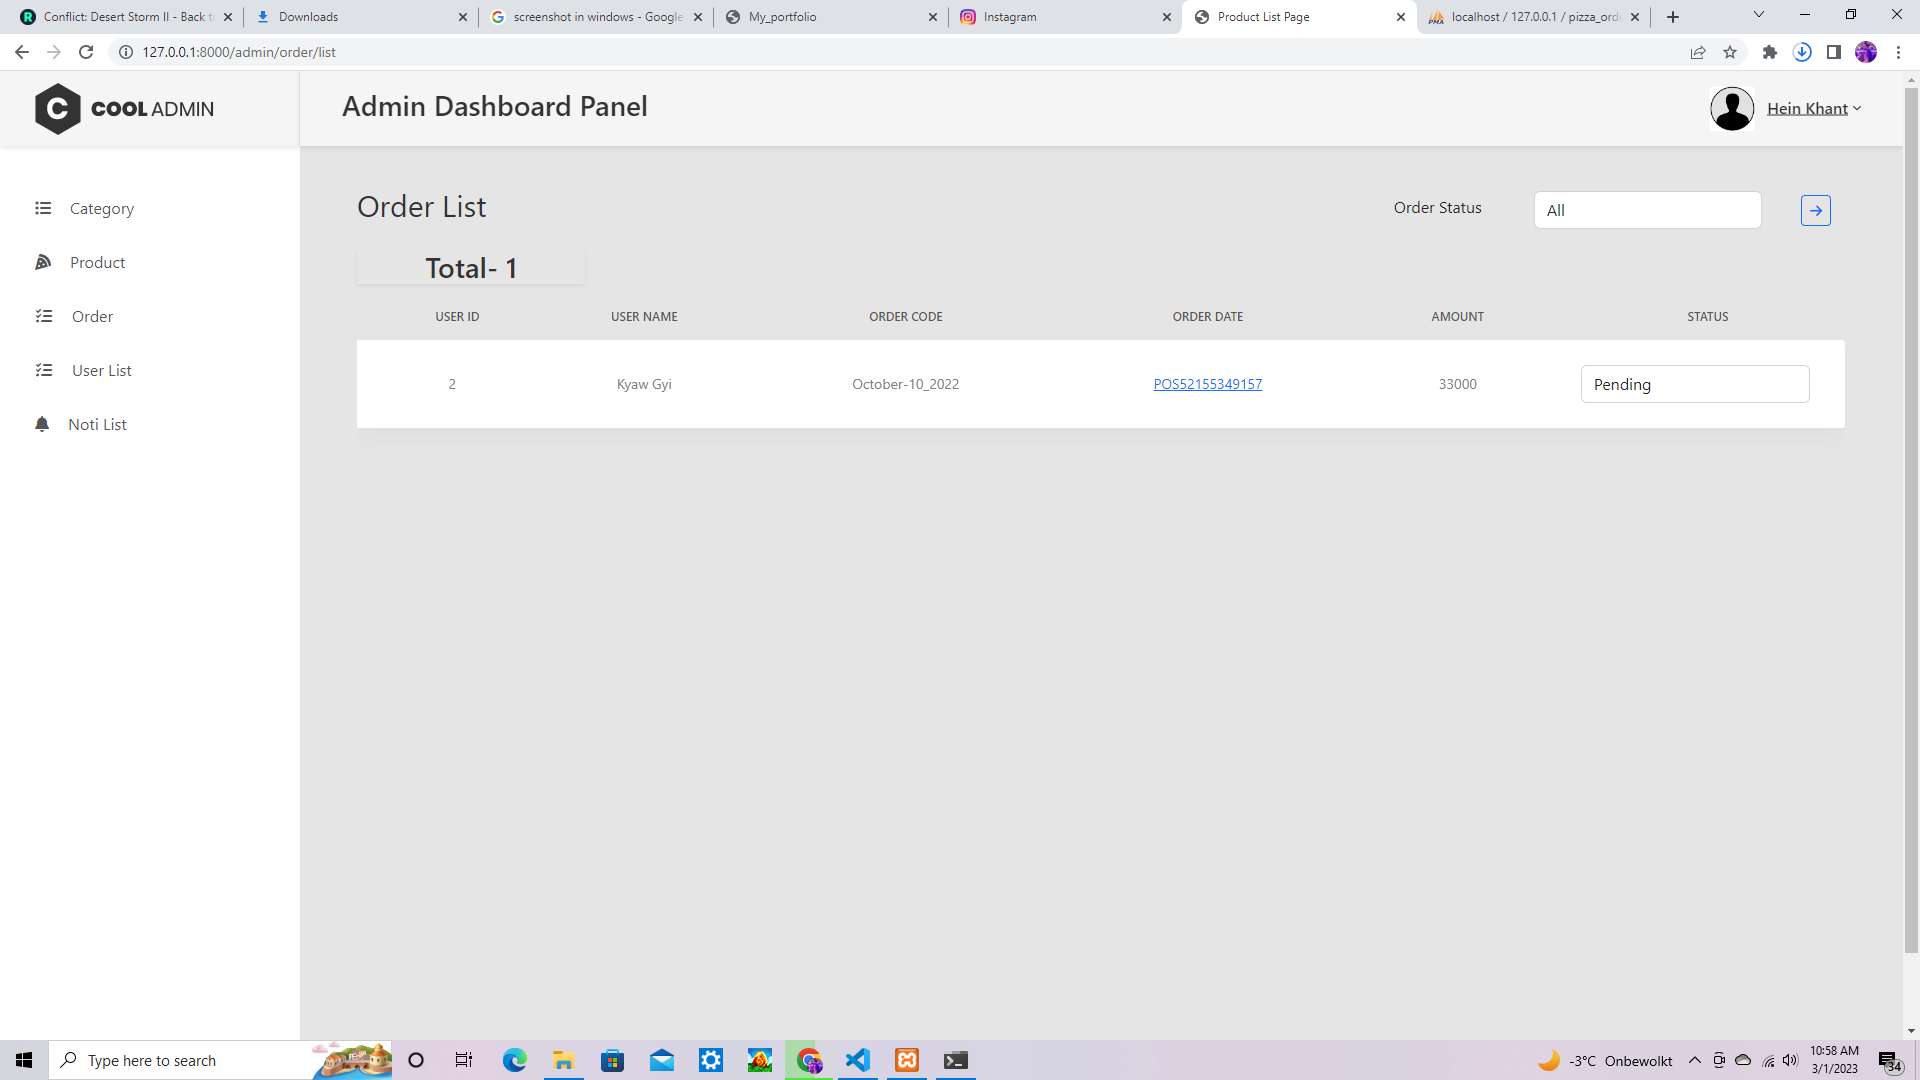 Conflict: Desert Storm II - Back t
Downloads
screenshot in windows - Google
My_portfolio
Instagram
Product List Page
localhost / 127.0.0.1 / pizza_ord
127.0.0.1:8000/admin/order/list
C COOL ADMIN
Admin Dashboard Panel
Hein Khant
Category
Product
Order
User List
Noti List
Order List
Order Status
All
Total- 1
USER ID USER NAME ORDER CODE ORDER DATE AMOUNT STATUS
2 Kyaw Gyi October-10_2022 POS52155349157 33000 Pending
Type here to search
-3°C Onbewolkt
10:58 AM
3/1/2023
34